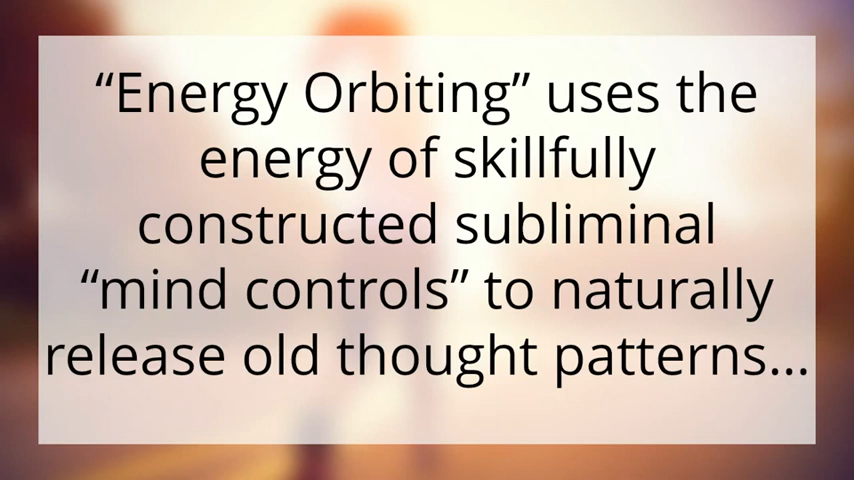 “Energy Orbiting” uses the
energy of skillfully
constructed subliminal
“mind controls” to naturally
release old thought patterns...